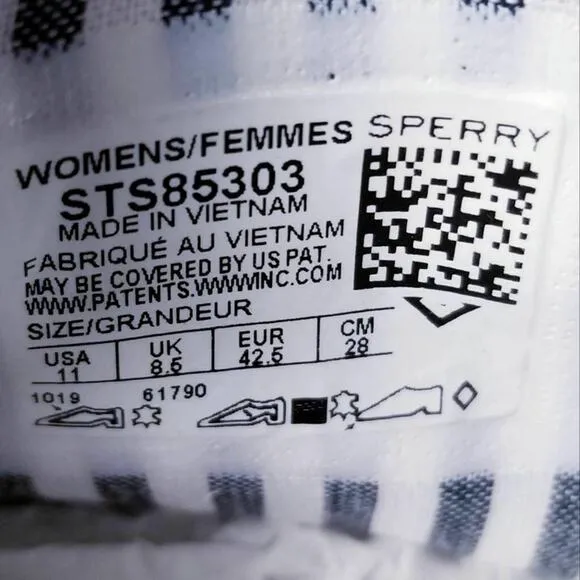 WOMENS/FEMMES SPERRY
STS85303
MADE IN VIETNAM
FABRIQUÉ AU VIETNAM
MAY BE COVERED BY US PAT.
WWW.PATENTS.WWWINC.COM
SIZE/GRANDEUR
USA UK EUR CM
11 8.5 42.5 28
1019 61790